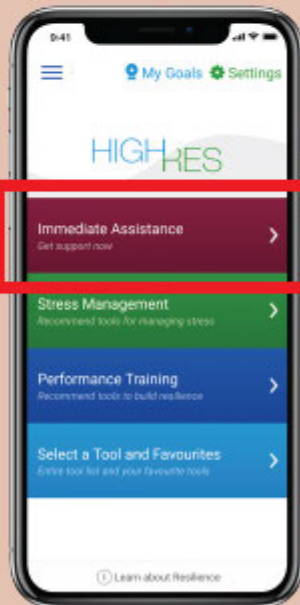 9:41
My Goals Settings
HIGH RES
Immediate Assistance
Get support now
Stress Management
Recommend tools for managing stress
Performance Training
Recommend tools to build resilience
Select a Tool and Favourites
Entire tool list and your favourite tools
i Learn about Resilience